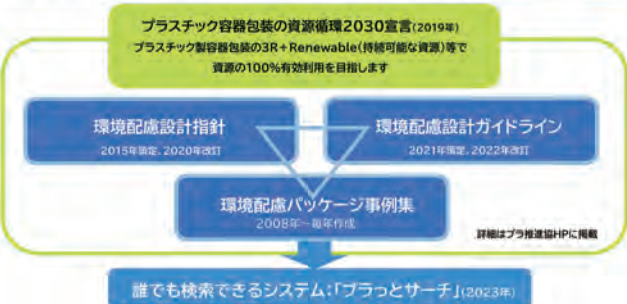 プラスチック容器包装の資源循環2030宣言(2019年)
プラスチック製容器包装の3R+Renewable(持続可能な資源)等で
資源の100%有効利用を目指します
環境配慮設計指針
2015年策定、2020年改訂
環境配慮設計ガイドライン
2021年策定、2022年改訂
環境配慮パッケージ事例集
2008年~毎年作成
詳細はプラ推進協HPに掲載
誰でも検索できるシステム:「プラっとサーチ」(2023年)